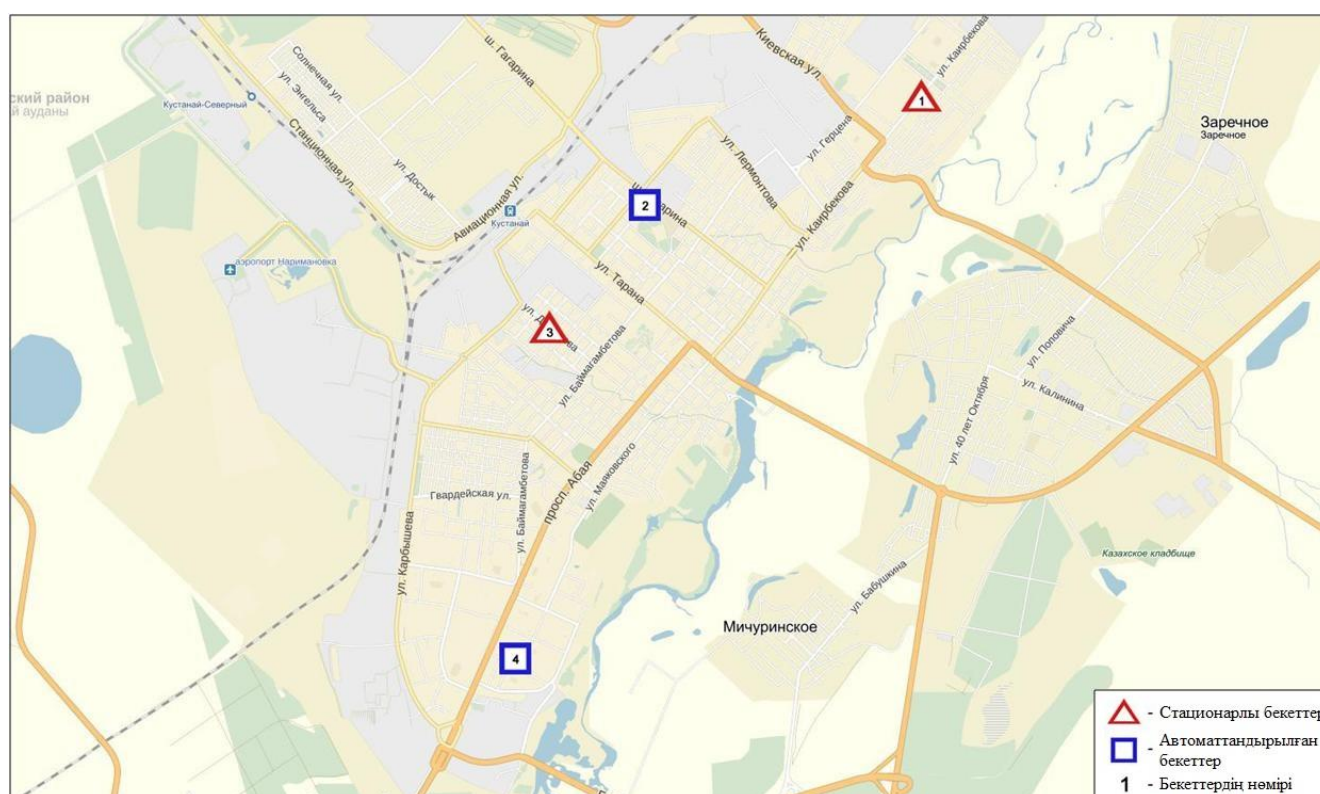 Киевская ул.
ул. Каирбекова
ш. Гагарина
Солнечная ул.
ский район
й ауданы
Кустанай-Северный
ул. Энгельса
1
ул. Герцена
Заречное
Заречное
Станционная ул.
ул. Лермонтова
ул. Достык
Авиационная ул.
2
Кустанай
ул. Каирбекова
аэропорт Наримановка
ул. Тарана
3
ул. Баймагамбетова
ул. Поповича
ул. Калинина
ул. 40 лет Октября
просп. Абая
ул. Маяковского
ул. Баймагамбетова
Гвардейская ул.
ул. Карбышева
Казахское кладбище
ул. Бабушкина
Мичуринское
4
- Стационарлы бекеттер
- Автоматтандырылған
бекеттер
1 - Бекеттердің нөмірі